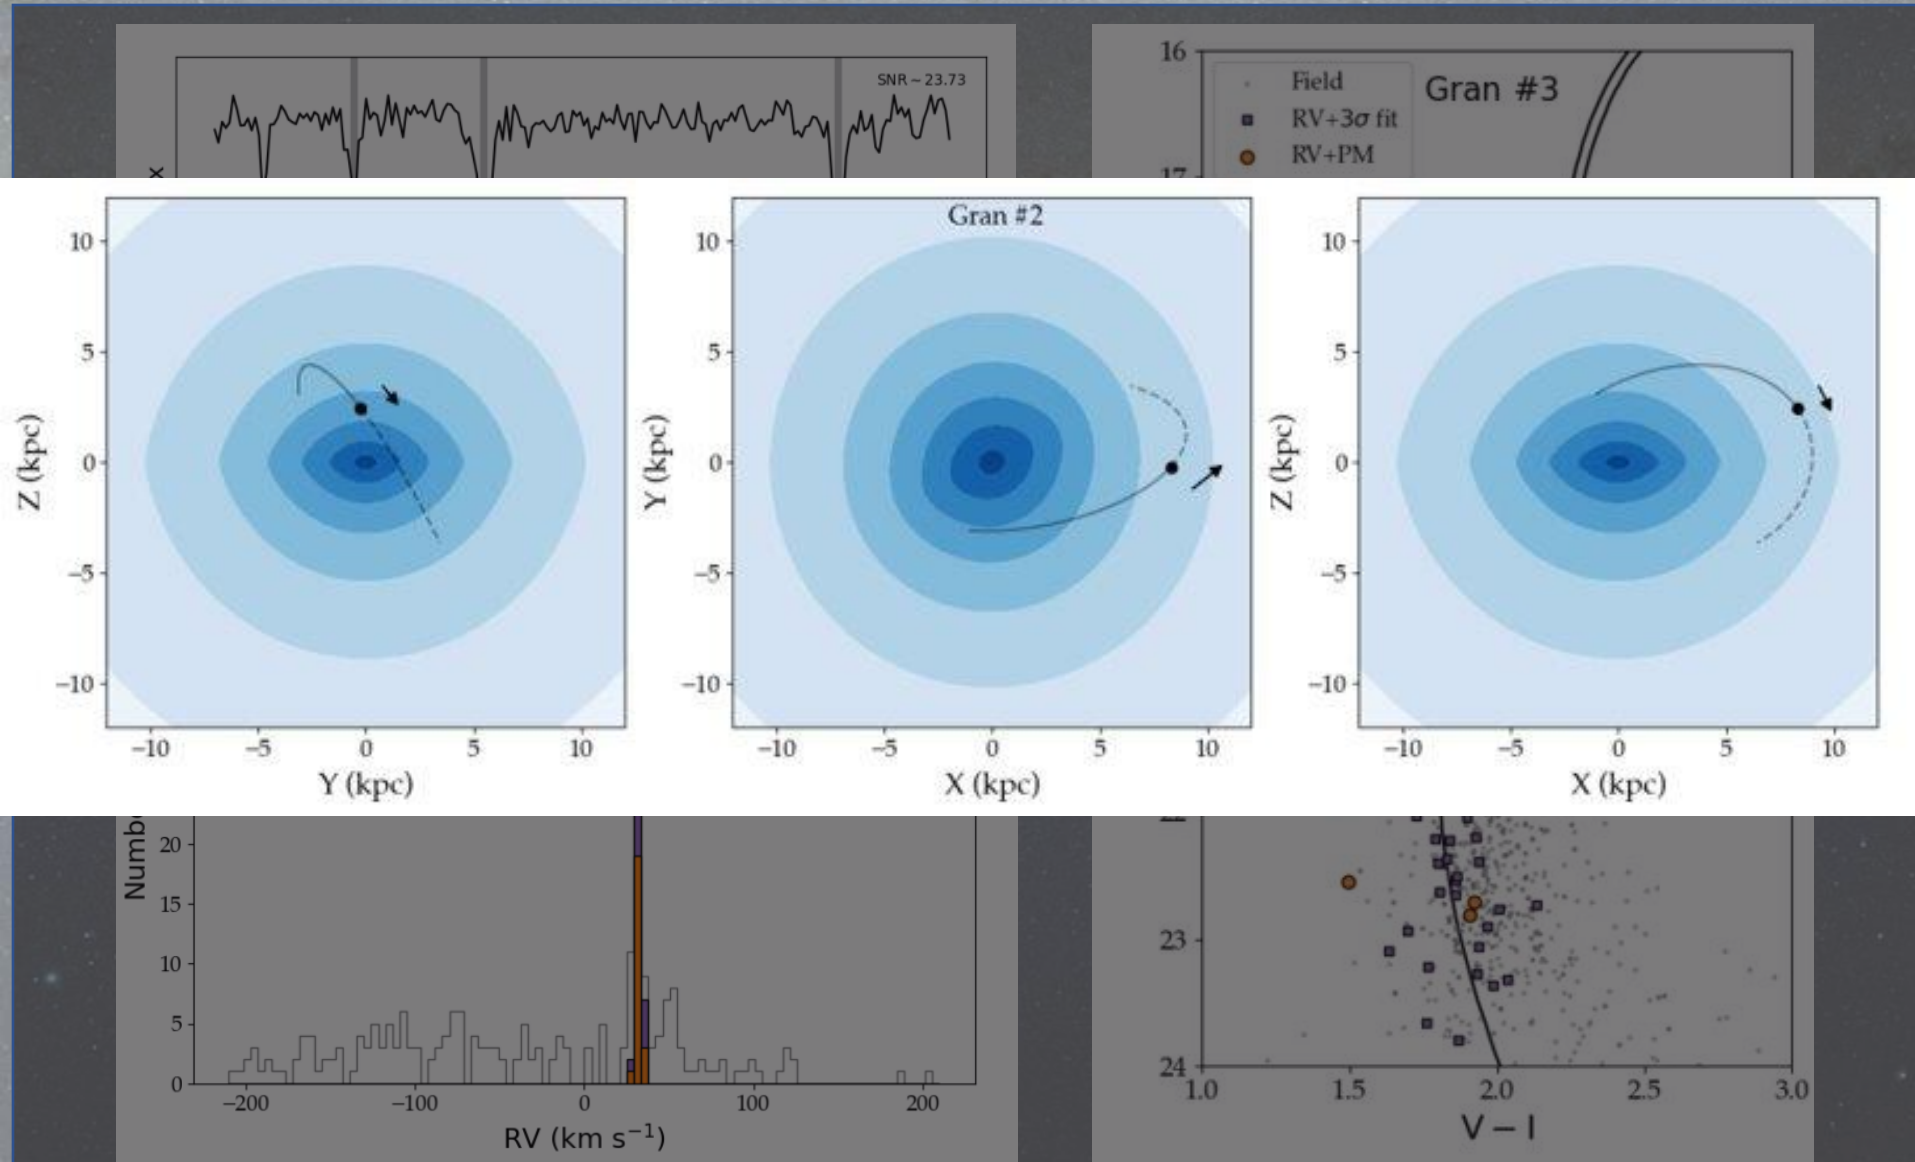 SNR ~ 23.73
x
16
17
Field
RV+3σ fit
RV+PM
Gran #3
Z (kpc)
10
5
0
−5
−10
−10 −5 0 5 10
Y (kpc)
Gran #2
Y (kpc)
10
5
0
−5
−10
−10 −5 0 5 10
X (kpc)
Z (kpc)
10
5
0
−5
−10
−10 −5 0 5 10
X (kpc)
20
15
10
5
0
−200 −100 0 100 200
RV (km s⁻¹)
22
23
24
1.0 1.5 2.0 2.5 3.0
V − I